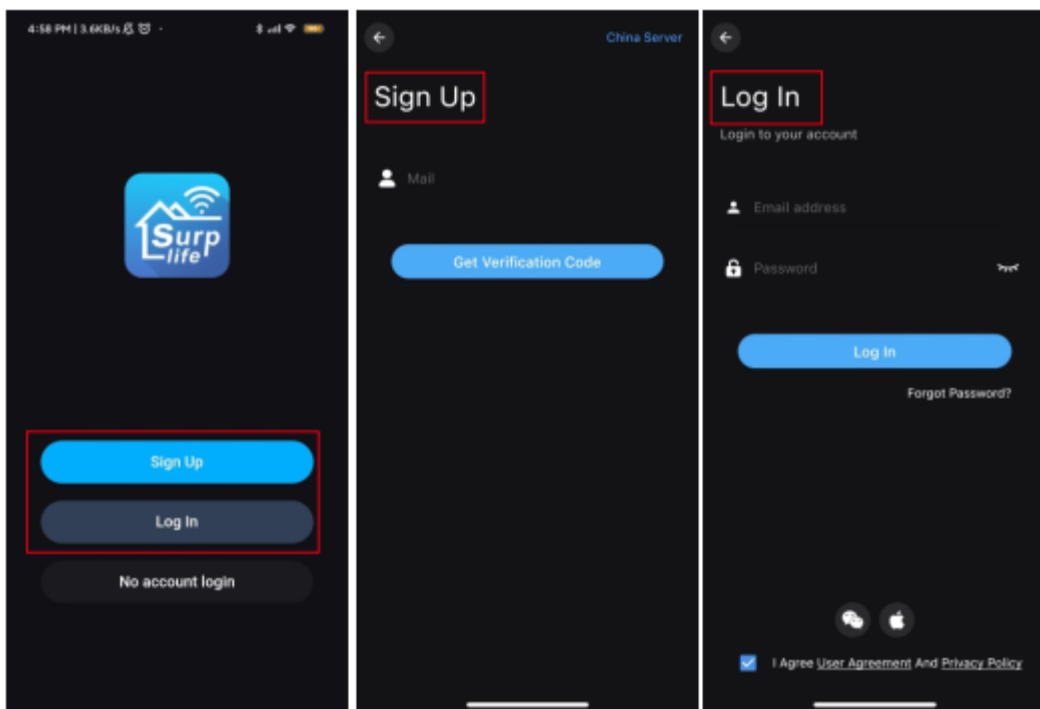 4:58 PM | 3.6KB/s
Surp
life
Sign Up
Log In
No account login
China Server
Sign Up
Mail
Get Verification Code
Log In
Login to your account
Email address
Password
Log In
Forgot Password?
I Agree User Agreement And Privacy Policy